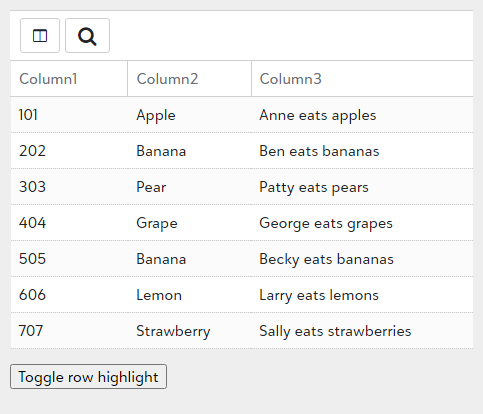 Column1 Column2 Column3
101 Apple Anne eats apples
202 Banana Ben eats bananas
303 Pear Patty eats pears
404 Grape George eats grapes
505 Banana Becky eats bananas
606 Lemon Larry eats lemons
707 Strawberry Sally eats strawberries
Toggle row highlight